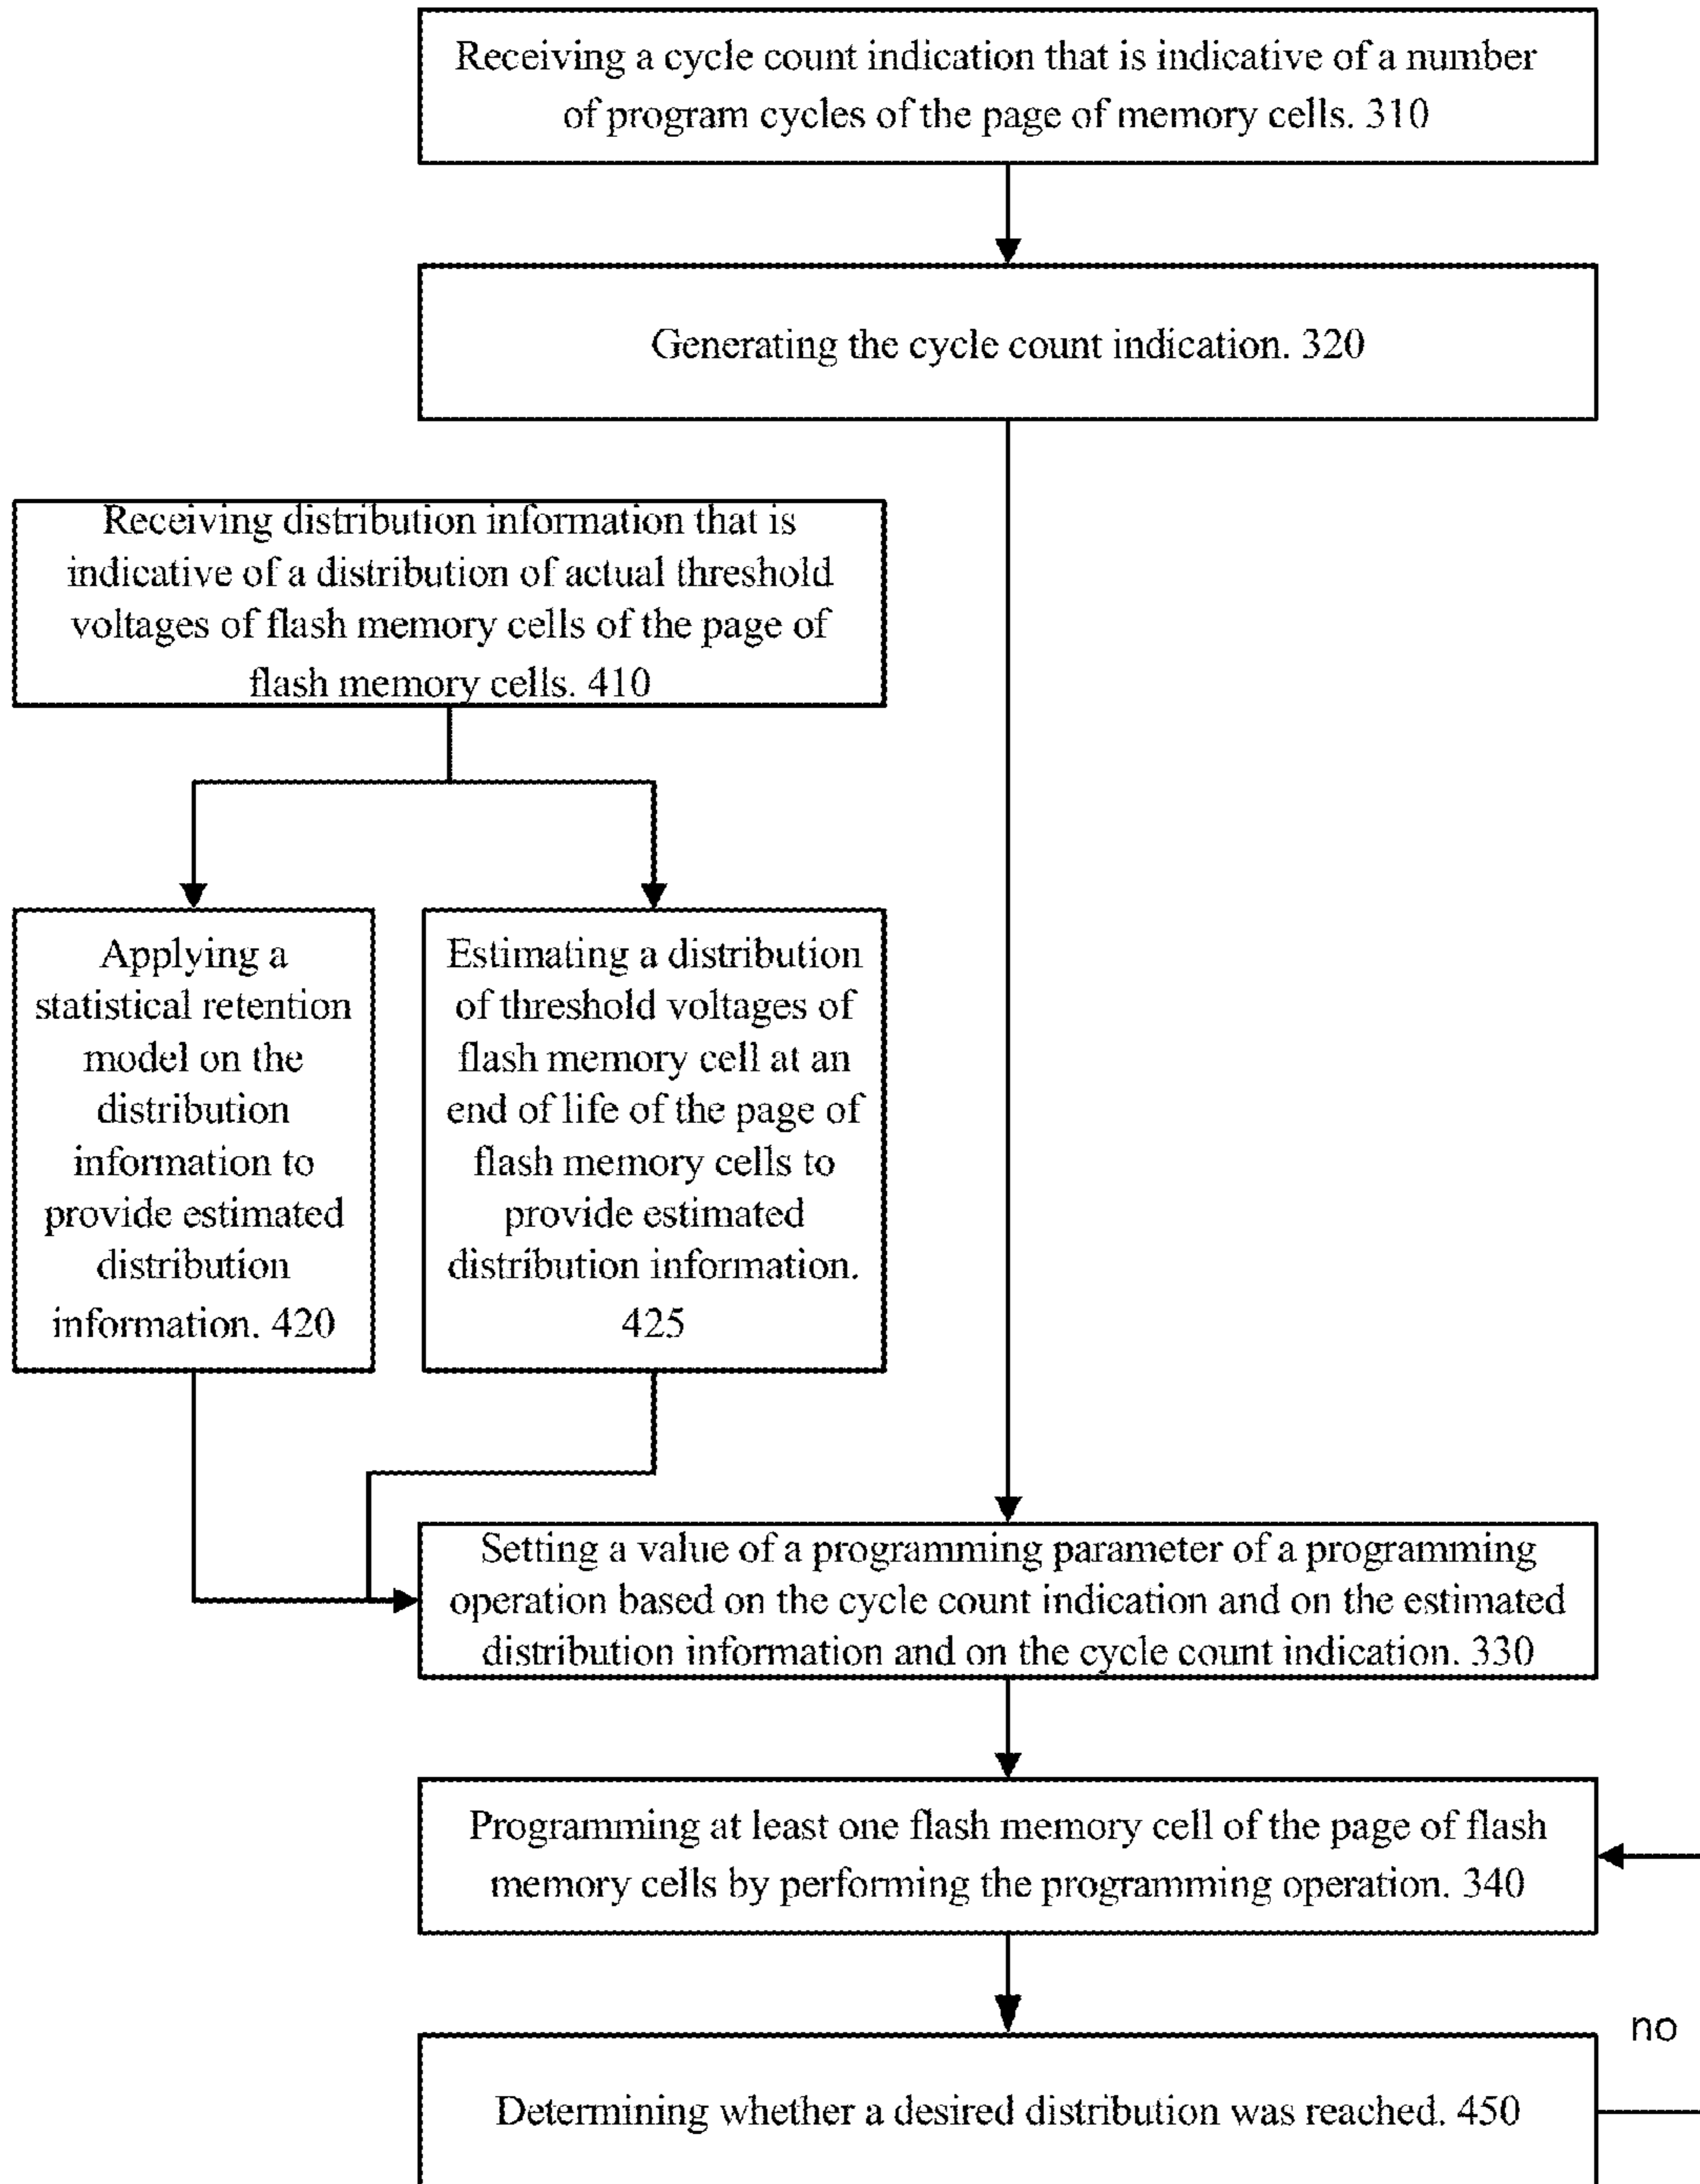 Receiving a cycle count indication that is indicative of a number
of program cycles of the page of memory cells. 310
Generating the cycle count indication. 320
Receiving distribution information that is
indicative of a distribution of actual threshold
voltages of flash memory cells of the page of
flash memory cells. 410
Applying a
statistical retention
model on the
distribution
information to
provide estimated
distribution
information. 420
Estimating a distribution
of threshold voltages of
flash memory cell at an
end of life of the page of
flash memory cells to
provide estimated
distribution information.
425
Setting a value of a programming parameter of a programming
operation based on the cycle count indication and on the estimated
distribution information and on the cycle count indication. 330
Programming at least one flash memory cell of the page of flash
memory cells by performing the programming operation. 340
no
Determining whether a desired distribution was reached. 450